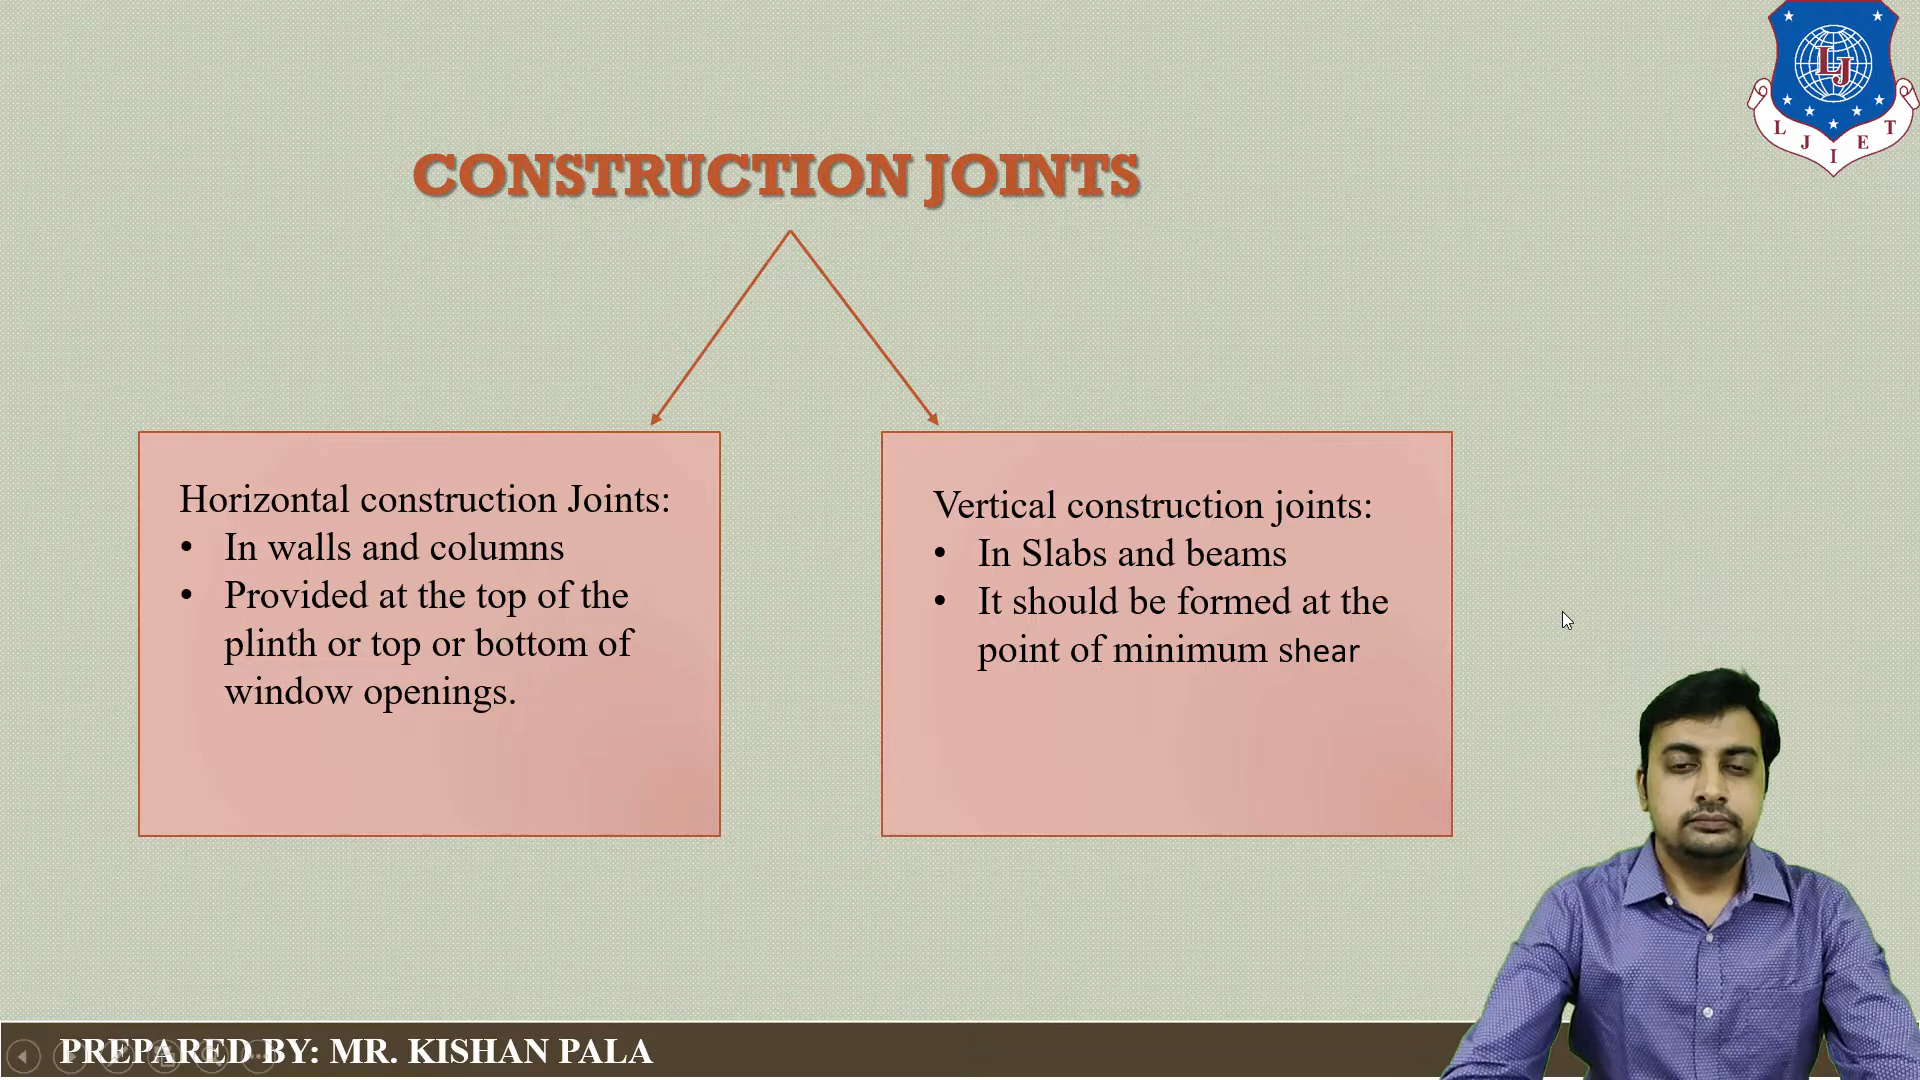 LJ
L J I E T
CONSTRUCTION JOINTS
Horizontal construction Joints:
• In walls and columns
• Provided at the top of the
plinth or top or bottom of
window openings.
Vertical construction joints:
• In Slabs and beams
• It should be formed at the
point of minimum shear
PREPARED BY: MR. KISHAN PALA